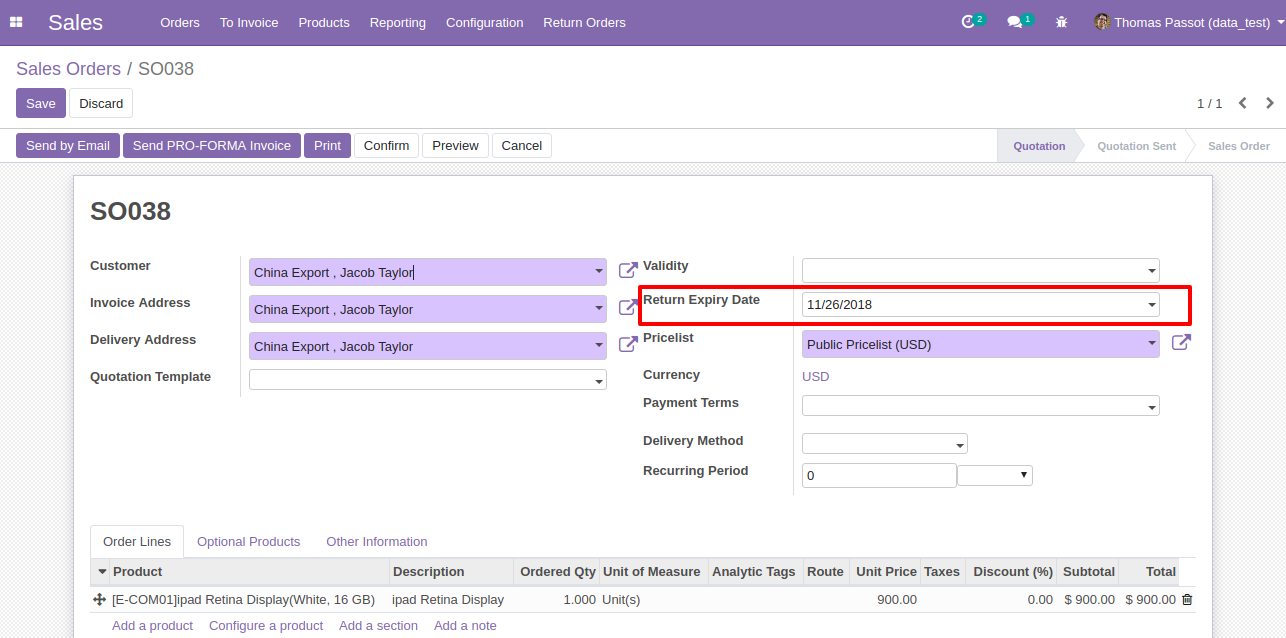 Sales Orders To Invoice Products Reporting Configuration Return Orders 2 1 Thomas Passot (data_test)
Sales Orders / SO038
Save Discard 1 / 1
Send by Email Send PRO-FORMA Invoice Print Confirm Preview Cancel Quotation Quotation Sent Sales Order
SO038
Customer China Export , Jacob Taylor
Invoice Address China Export , Jacob Taylor
Delivery Address China Export , Jacob Taylor
Quotation Template
Validity
Return Expiry Date 11/26/2018
Pricelist Public Pricelist (USD)
Currency USD
Payment Terms
Delivery Method
Recurring Period 0
Order Lines Optional Products Other Information
Product Description Ordered Qty Unit of Measure Analytic Tags Route Unit Price Taxes Discount (%) Subtotal Total
[E-COM01]ipad Retina Display(White, 16 GB) ipad Retina Display 1.000 Unit(s) 900.00 0.00 $ 900.00 $ 900.00
Add a product Configure a product Add a section Add a note